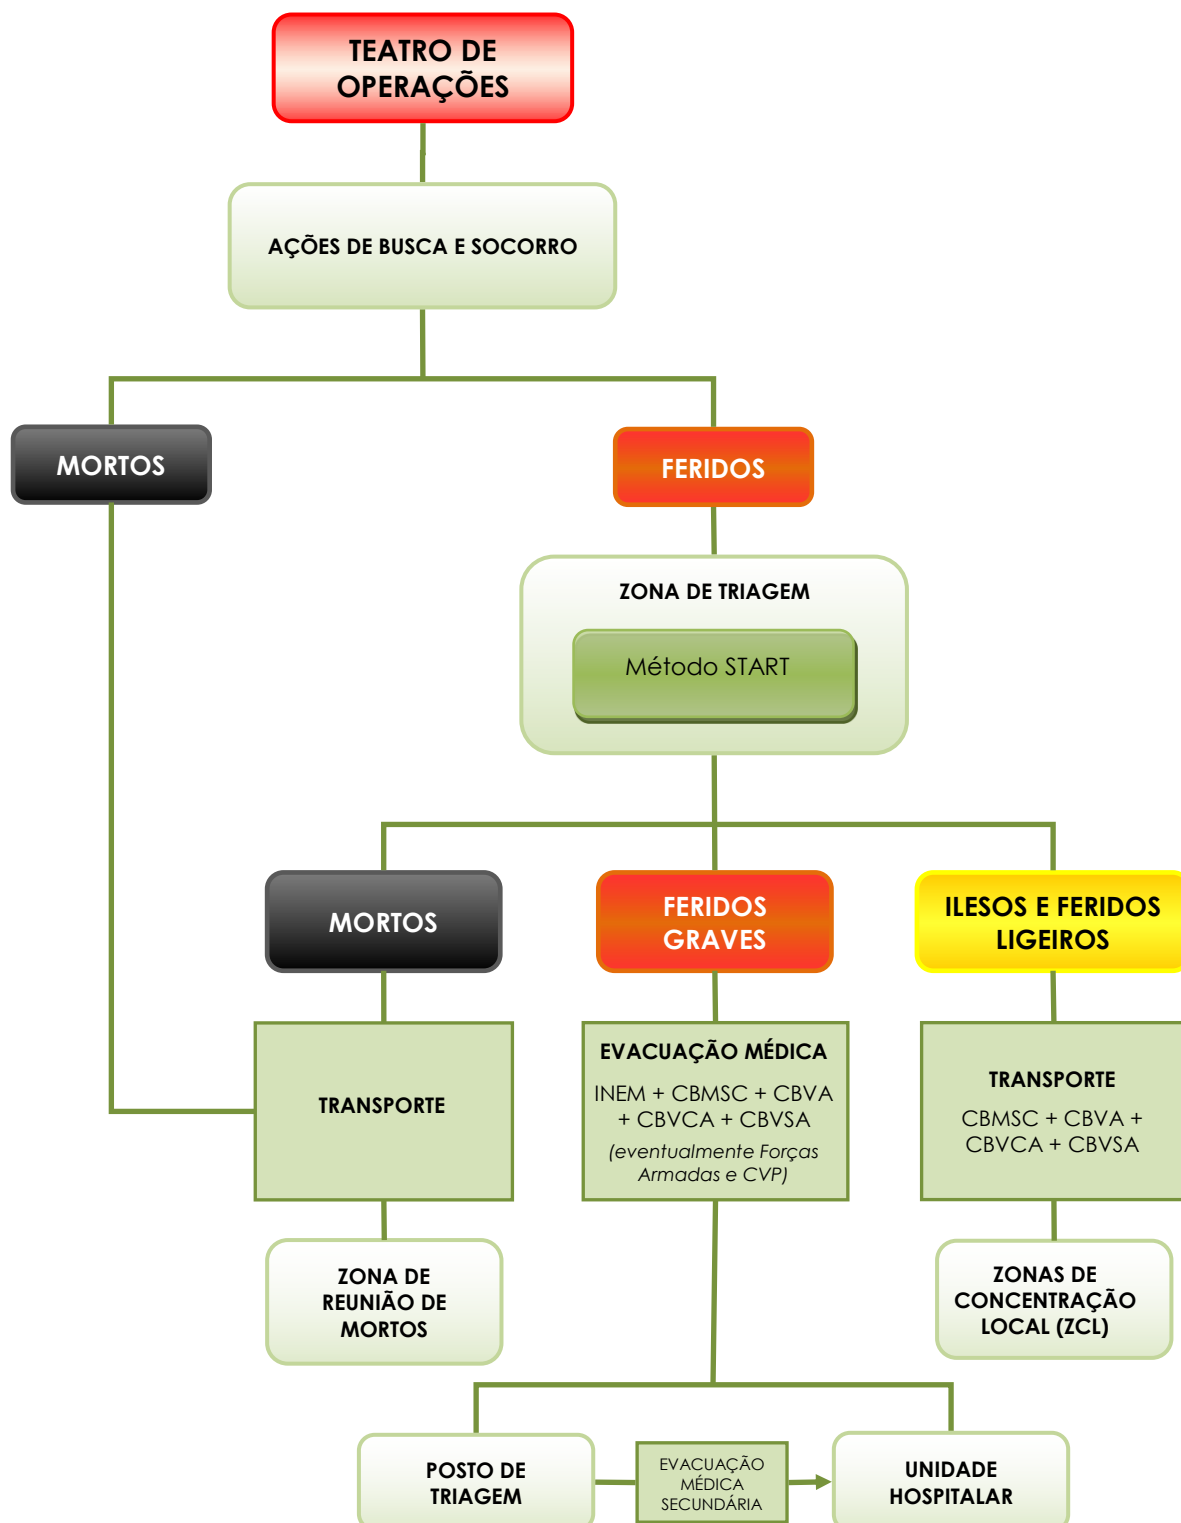 TEATRO DE
OPERAÇÕES
AÇÕES DE BUSCA E SOCORRO
MORTOS
FERIDOS
ZONA DE TRIAGEM
Método START
MORTOS
FERIDOS
GRAVES
ILESOS E FERIDOS
LIGEIROS
TRANSPORTE
EVACUAÇÃO MÉDICA
INEM + CBMSC + CBVA
+ CBVCA + CBVSA
(eventualmente Forças
Armadas e CVP)
TRANSPORTE
CBMSC + CBVA +
CBVCA + CBVSA
ZONA DE
REUNIÃO DE
MORTOS
ZONAS DE
CONCENTRAÇÃO
LOCAL (ZCL)
POSTO DE
TRIAGEM
EVACUAÇÃO
MÉDICA
SECUNDÁRIA
UNIDADE
HOSPITALAR